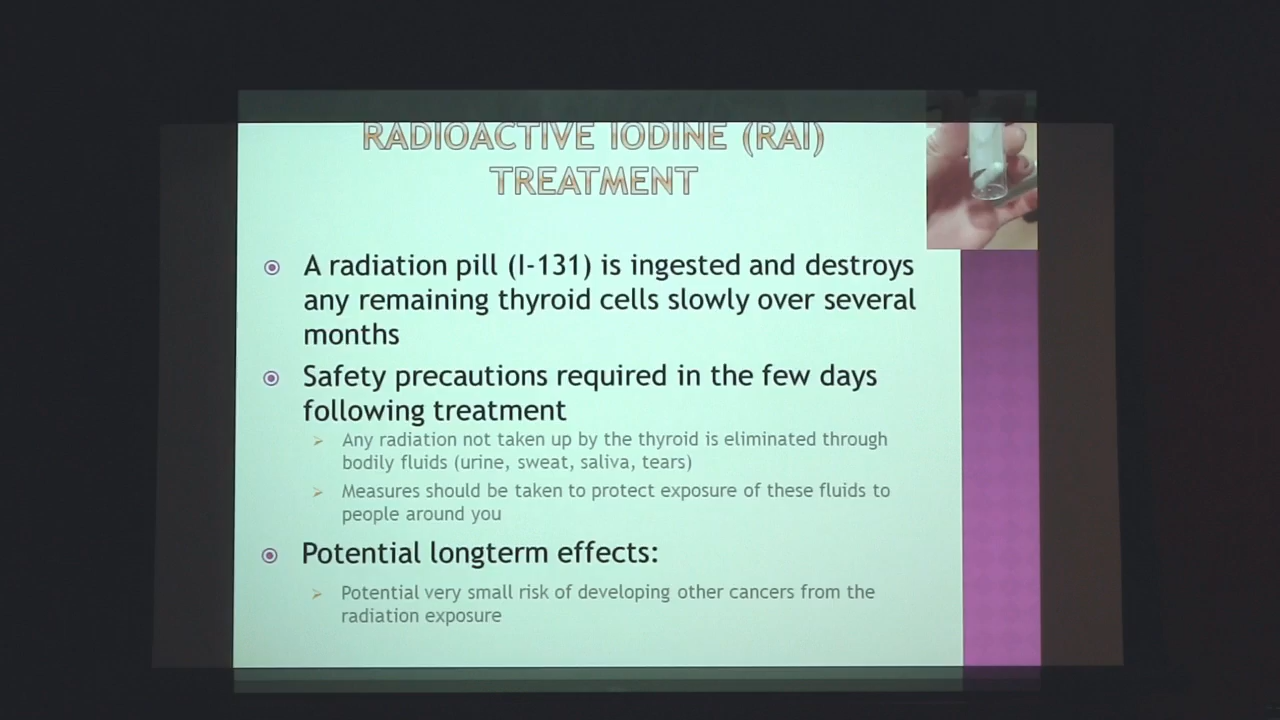 RADIOACTIVE IODINE (RAI)
TREATMENT
A radiation pill (I-131) is ingested and destroys
any remaining thyroid cells slowly over several
months
Safety precautions required in the few days
following treatment
Any radiation not taken up by the thyroid is eliminated through
bodily fluids (urine, sweat, saliva, tears)
Measures should be taken to protect exposure of these fluids to
people around you
Potential longterm effects:
Potential very small risk of developing other cancers from the
radiation exposure